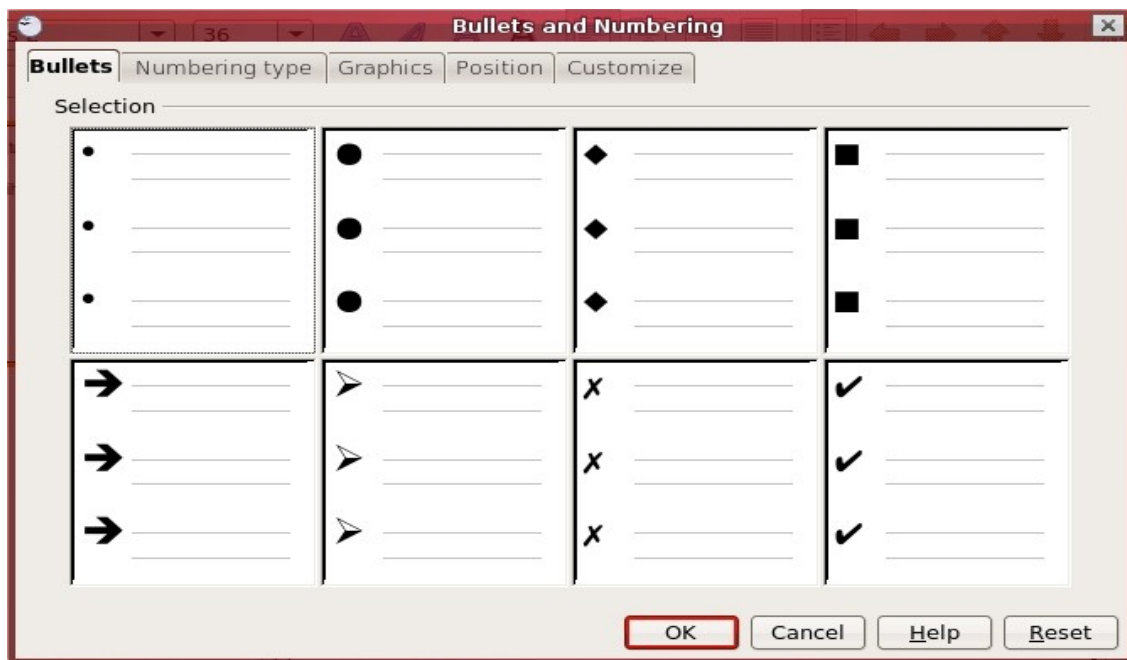 36
Bullets and Numbering
Bullets Numbering type Graphics Position Customize
Selection
OK Cancel Help Reset